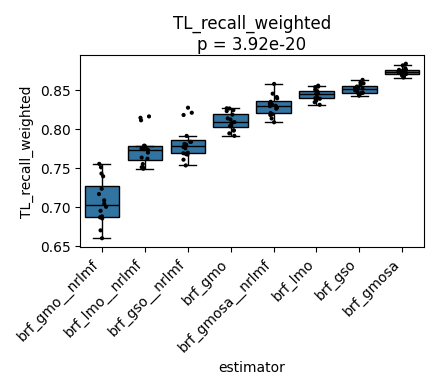 TL_recall_weighted
p = 3.92e-20
TL_recall_weighted
0.85
0.80
0.75
0.70
0.65
brf_gmo__nrlmf
brf_lmo__nrlmf
brf_gso__nrlmf
brf_gmo
brf_gmosa__nrlmf
brf_lmo
brf_gso
brf_gmosa
estimator